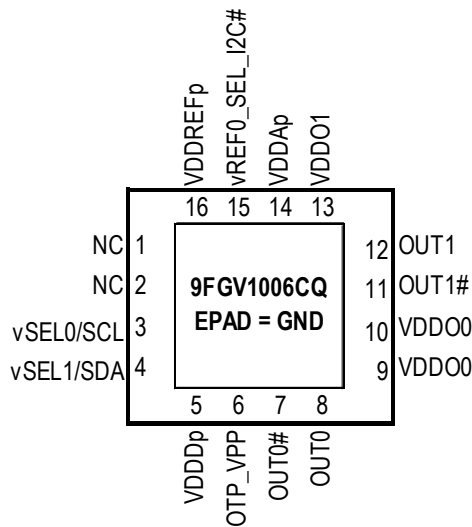 VDDREFp
vREF0_SEL_I2C#
VDDAp
VDDO1
16 15 14 13
NC 1
NC 2
vSEL0/SCL 3
vSEL1/SDA 4
9FGV1006CQ
EPAD = GND
12 OUT1
11 OUT1#
10 VDDO0
9 VDDO0
5 6 7 8
VDDDp
OTP_VPP
OUT0#
OUT0